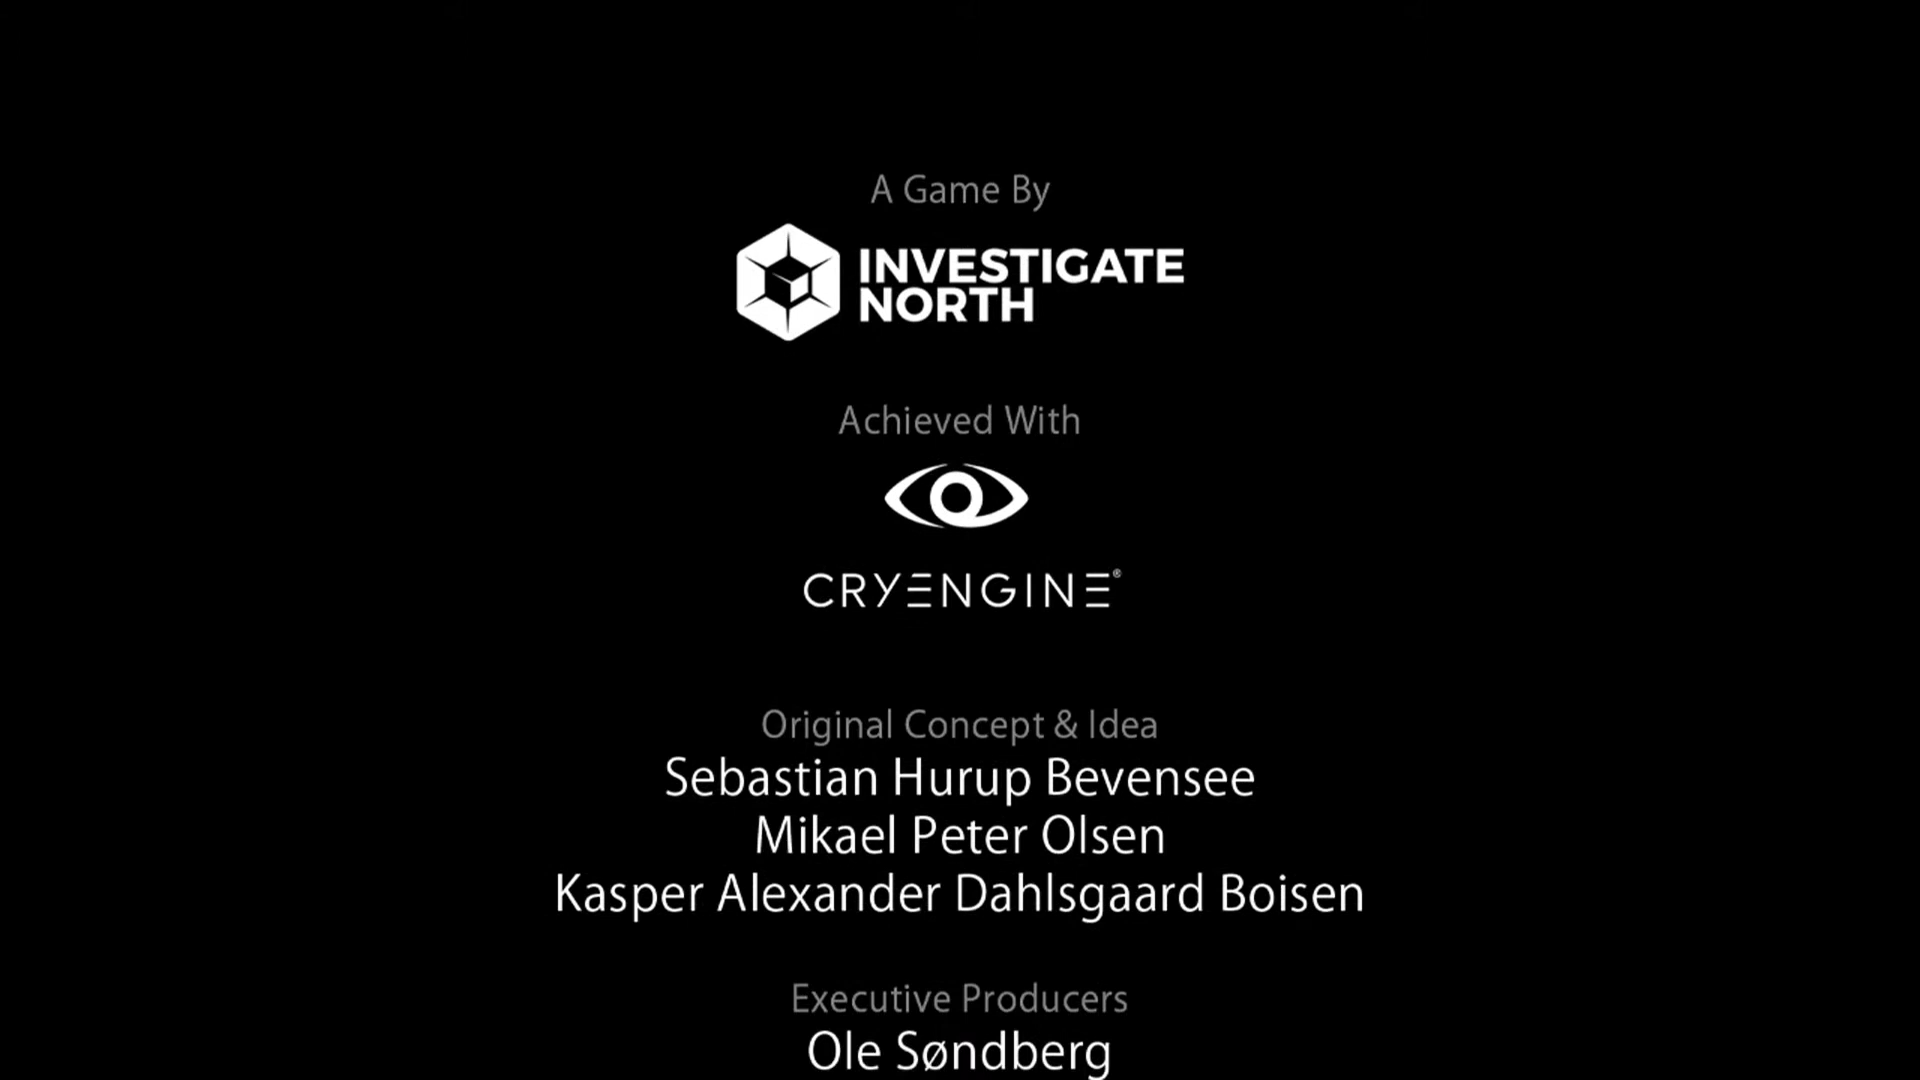 A Game By
INVESTIGATE
NORTH
Achieved With
CRYENGINE®
Original Concept & Idea
Sebastian Hurup Bevensee
Mikael Peter Olsen
Kasper Alexander Dahlsgaard Boisen
Executive Producers
Ole Søndberg